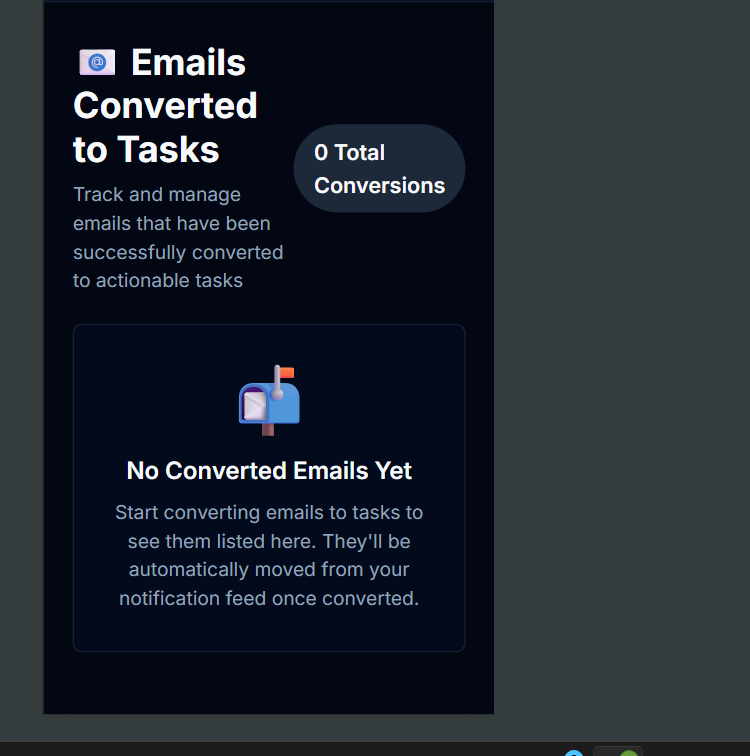 Emails
Converted
to Tasks
Track and manage
emails that have been
successfully converted
to actionable tasks
0 Total
Conversions
No Converted Emails Yet
Start converting emails to tasks to
see them listed here. They'll be
automatically moved from your
notification feed once converted.